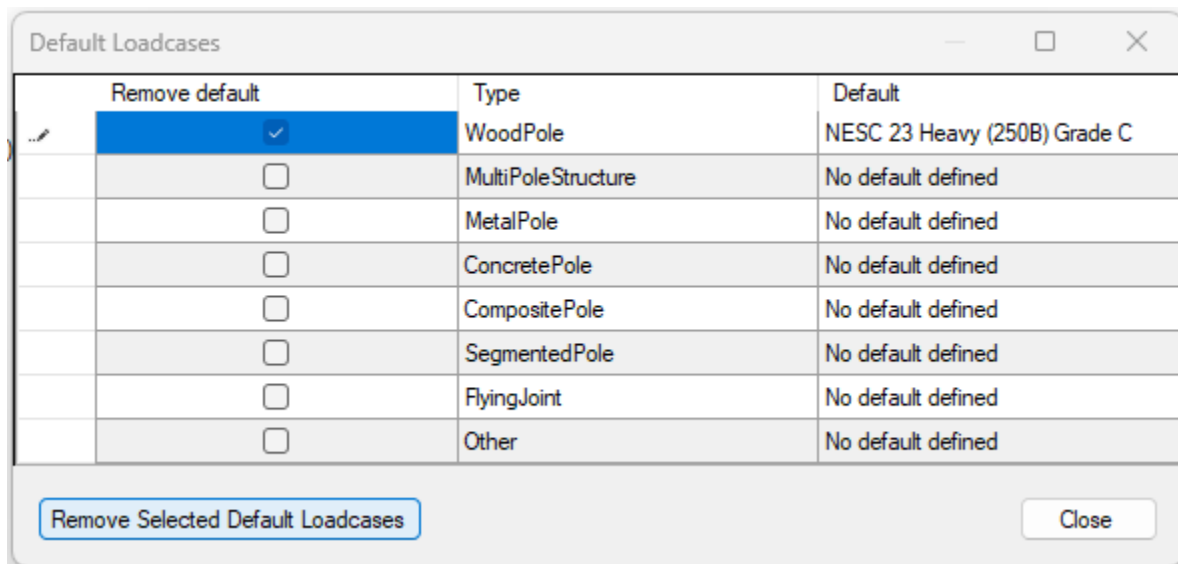 Default Loadcases
Remove default Type Default
WoodPole NESC 23 Heavy (250B) Grade C
MultiPoleStructure No default defined
MetalPole No default defined
ConcretePole No default defined
CompositePole No default defined
SegmentedPole No default defined
FlyingJoint No default defined
Other No default defined
Remove Selected Default Loadcases Close